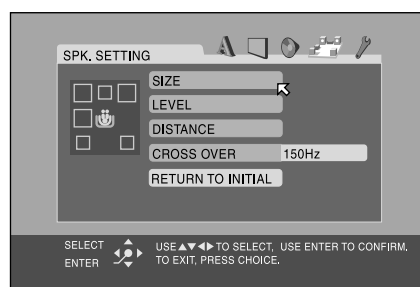 SPK. SETTING
SIZE
LEVEL
DISTANCE
CROSS OVER 150Hz
RETURN TO INITIAL
SELECT
ENTER
USE▲▼◀▶TO SELECT, USE ENTER TO CONFIRM.
TO EXIT, PRESS CHOICE.